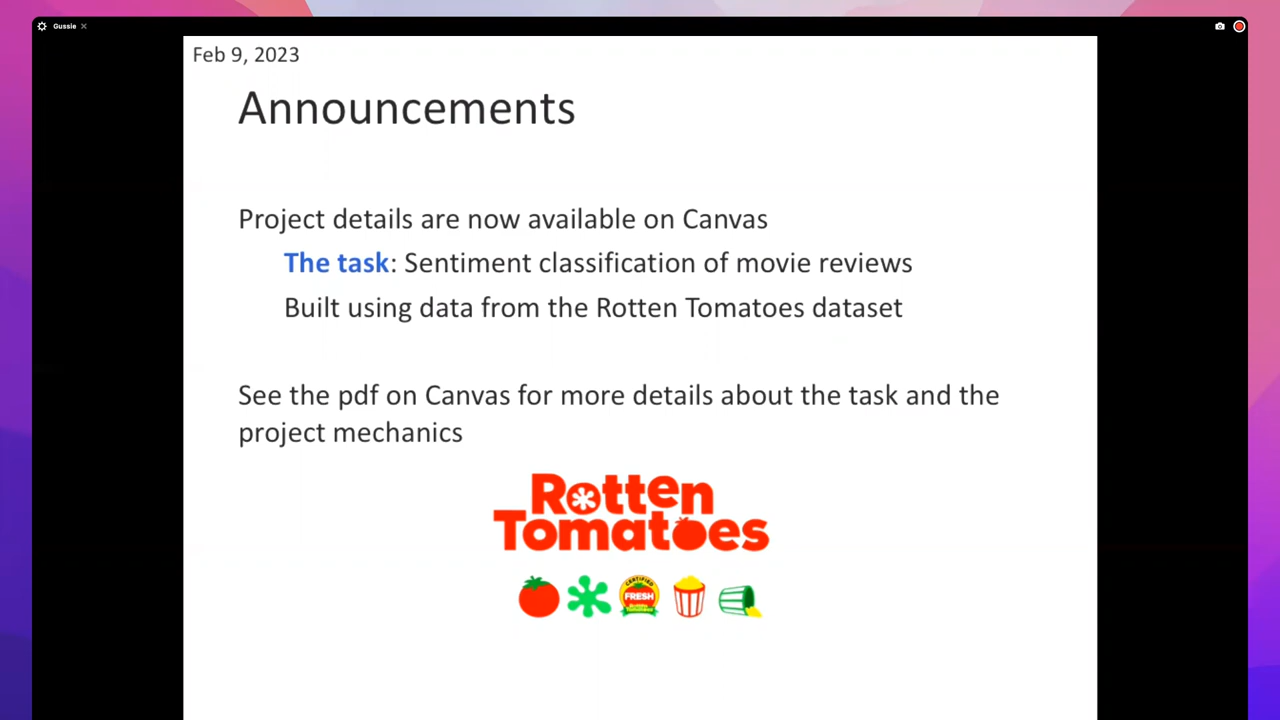 Gussie
Feb 9, 2023
Announcements
Project details are now available on Canvas
The task: Sentiment classification of movie reviews
Built using data from the Rotten Tomatoes dataset
See the pdf on Canvas for more details about the task and the
project mechanics
Rotten
Tomatoes
CERTIFIED
FRESH